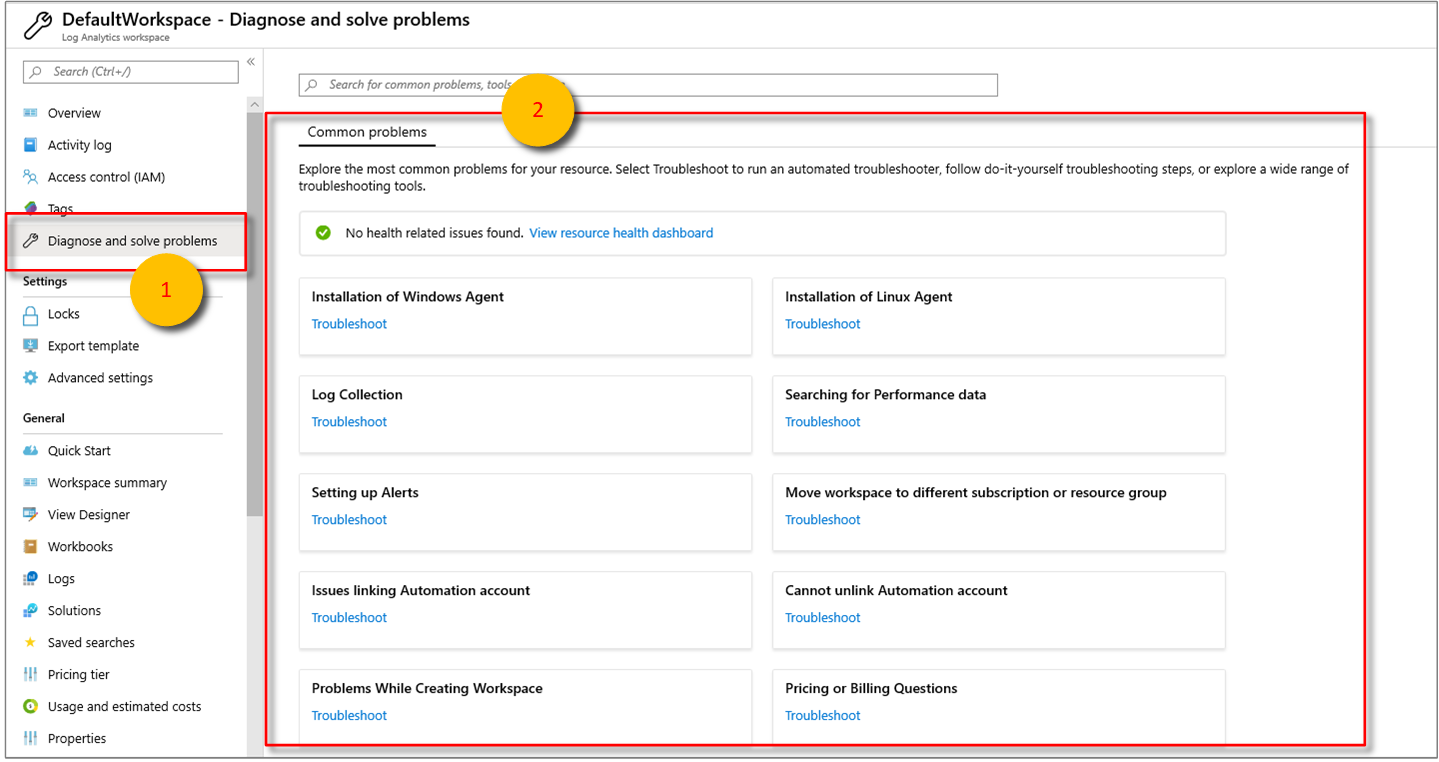 DefaultWorkspace - Diagnose and solve problems
Log Analytics workspace
Search (Ctrl+/)
«
Overview
Activity log
Access control (IAM)
Tags
Diagnose and solve problems
1
Settings
Locks
Export template
Advanced settings
General
Quick Start
Workspace summary
View Designer
Workbooks
Logs
Solutions
Saved searches
Pricing tier
Usage and estimated costs
Properties
Search for common problems, tools
2
Common problems
Explore the most common problems for your resource. Select Troubleshoot to run an automated troubleshooter, follow do-it-yourself troubleshooting steps, or explore a wide range of
troubleshooting tools.
No health related issues found. View resource health dashboard
Installation of Windows Agent
Troubleshoot
Installation of Linux Agent
Troubleshoot
Log Collection
Troubleshoot
Searching for Performance data
Troubleshoot
Setting up Alerts
Troubleshoot
Move workspace to different subscription or resource group
Troubleshoot
Issues linking Automation account
Troubleshoot
Cannot unlink Automation account
Troubleshoot
Problems While Creating Workspace
Troubleshoot
Pricing or Billing Questions
Troubleshoot